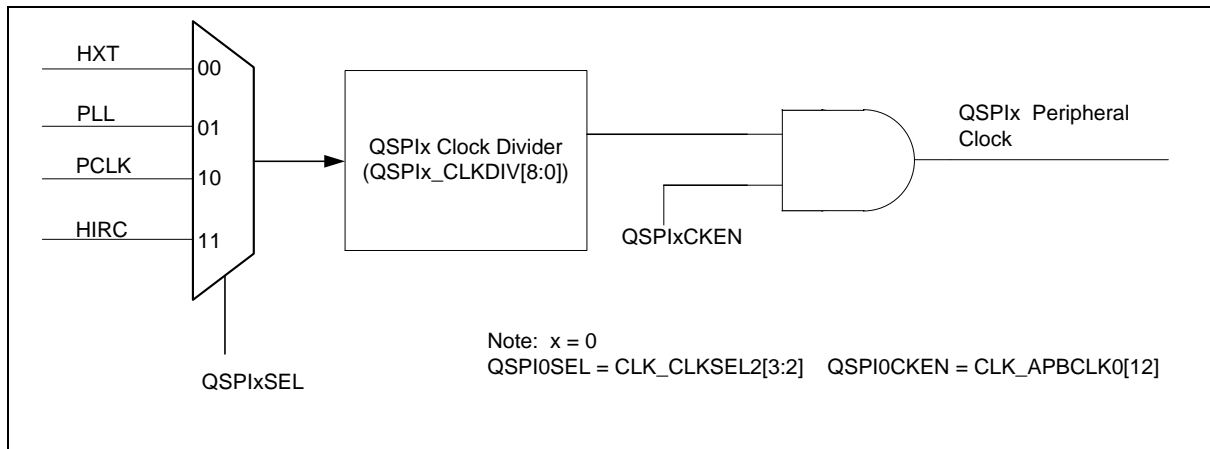 HXT
00
PLL
01
PCLK
10
HIRC
11
QSPIxSEL
QSPIx Clock Divider
(QSPIx_CLKDIV[8:0])
QSPIxCKEN
QSPIx Peripheral
Clock
Note: x = 0
QSPI0SEL = CLK_CLKSEL2[3:2] QSPI0CKEN = CLK_APBCLK0[12]